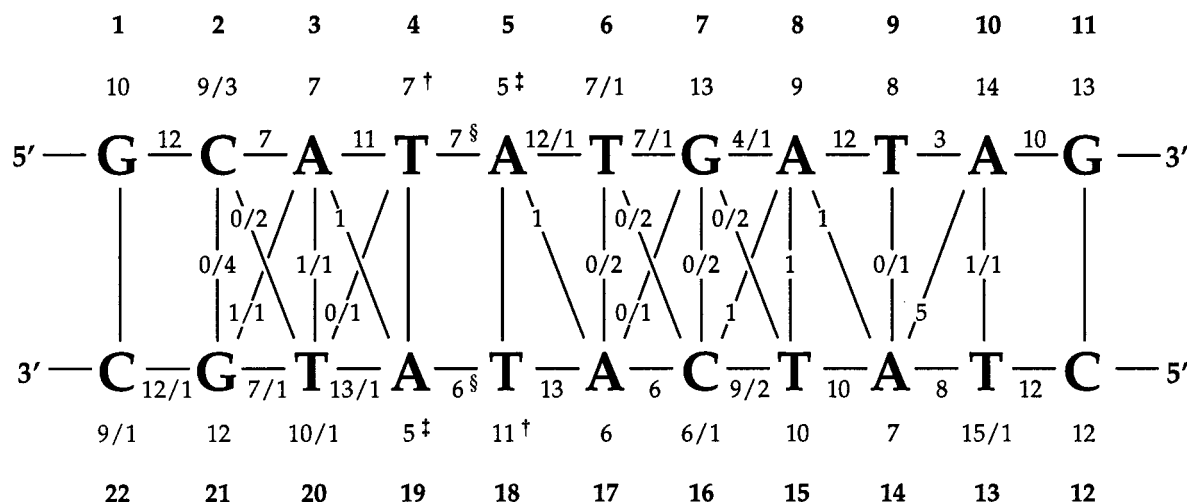 1 2 3 4 5 6 7 8 9 10 11
10 9/3 7 7† 5‡ 7/1 13 9 8 14 13
5′ G 12 C 7 A 11 T 7§ A 12/1 T 7/1 G 4/1 A 12 T 3 A 10 G 3′
0/2 1 1 0/2 0/2 1
0/4 1/1 0/2 0/2 1 0/1 1/1
1/1 0/1 0/1 1 5
3′ C 12/1 G 7/1 T 13/1 A 6§ T 13 A 6 C 9/2 T 10 A 8 T 12 C 5′
9/1 12 10/1 5‡ 11† 6 6/1 10 7 15/1 12
22 21 20 19 18 17 16 15 14 13 12